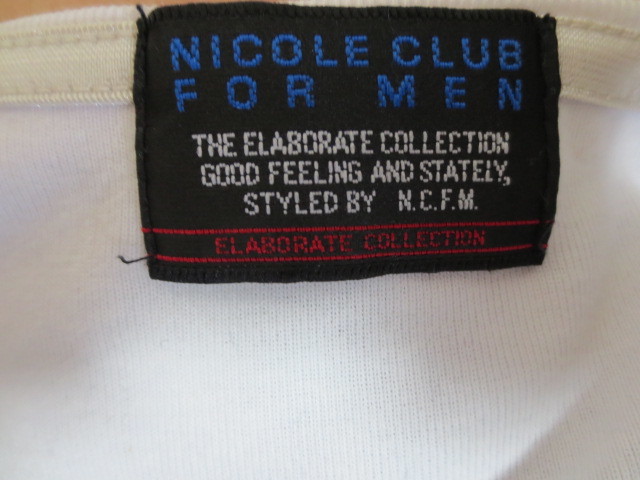 NICOLE CLUB
FOR MEN
THE ELABORATE COLLECTION
GOOD FEELING AND STATELY,
STYLED BY N.C.F.M.
ELABORATE COLLECTION